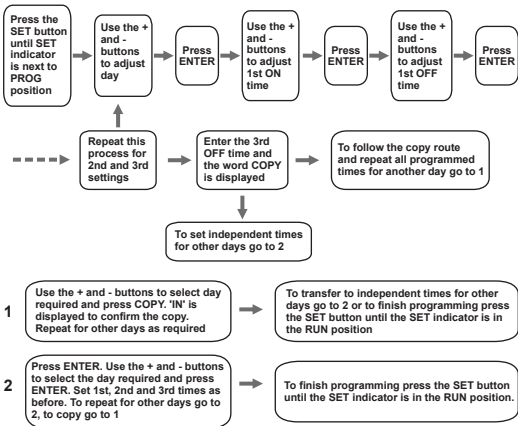 Press the
SET button
until SET
indicator
is next to
PROG
position
Use the +
and -
buttons
to adjust
day
Press
ENTER
Use the +
and -
buttons
to adjust
1st ON
time
Press
ENTER
Use the +
and -
buttons
to adjust
1st OFF
time
Press
ENTER
Repeat this
process for
2nd and 3rd
settings
Enter the 3rd
OFF time and
the word COPY
is displayed
To follow the copy route
and repeat all programmed
times for another day go to 1
To set independent times
for other days go to 2
1
Use the + and - buttons to select day
required and press COPY. 'IN' is
displayed to confirm the copy.
Repeat for other days as required
To transfer to independent times for other
days go to 2 or to finish programming press
the SET button until the SET indicator is in
the RUN position
2
Press ENTER. Use the + and - buttons
to select the day required and press
ENTER. Set 1st, 2nd and 3rd times as
before. To repeat for other days go to
2, to copy go to 1
To finish programming press the SET button
until the SET indicator is in the RUN position.